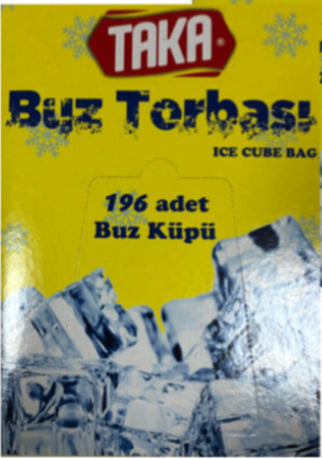 TAKA
Buz Torbası
ICE CUBE BAG
196 adet
Buz Küpü